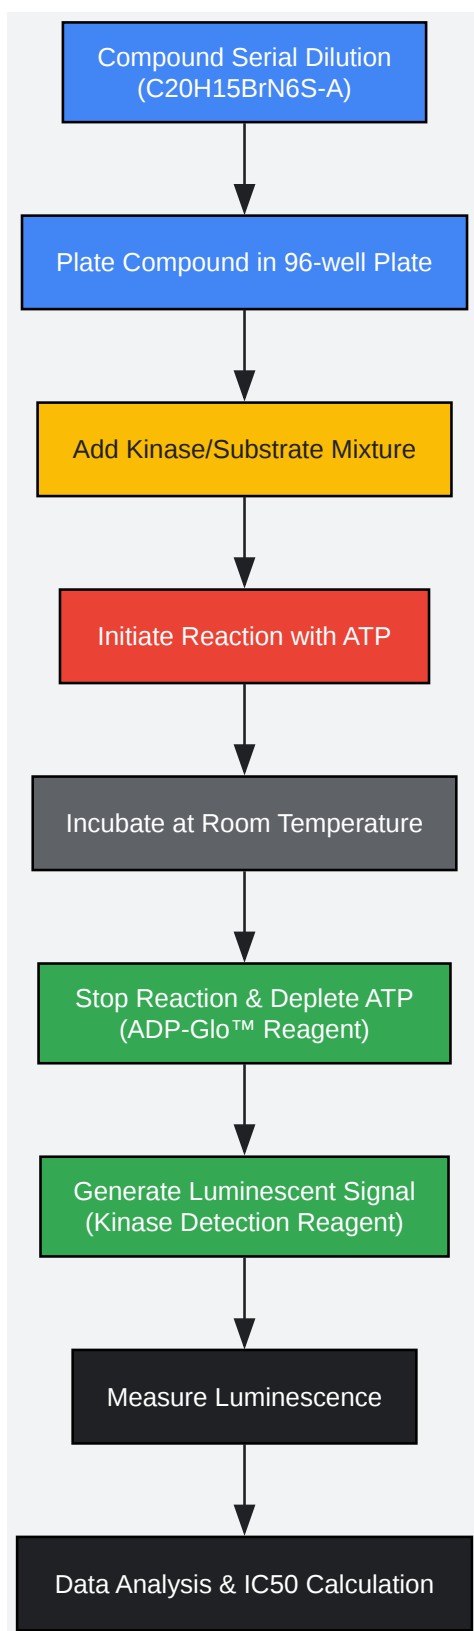 Compound Serial Dilution
(C20H15BrN6S-A)
Plate Compound in 96-well Plate
Add Kinase/Substrate Mixture
Initiate Reaction with ATP
Incubate at Room Temperature
Stop Reaction & Deplete ATP
(ADP-Glo™ Reagent)
Generate Luminescent Signal
(Kinase Detection Reagent)
Measure Luminescence
Data Analysis & IC50 Calculation